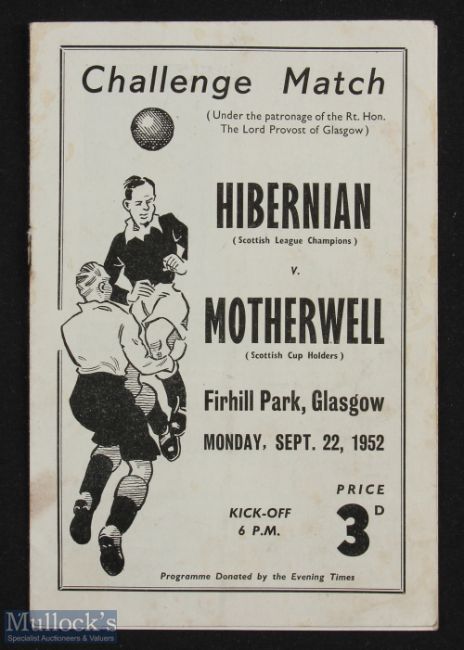 Challenge Match
(Under the patronage of the Rt. Hon.
The Lord Provost of Glasgow)
HIBERNIAN
(Scottish League Champions)
v.
MOTHERWELL
(Scottish Cup Holders)
Firhill Park, Glasgow
MONDAY, SEPT. 22, 1952
PRICE
3D
KICK-OFF
6 P.M.
Programme Donated by the Evening Times
Mullock's
Specialist Auctioneers & Valuers